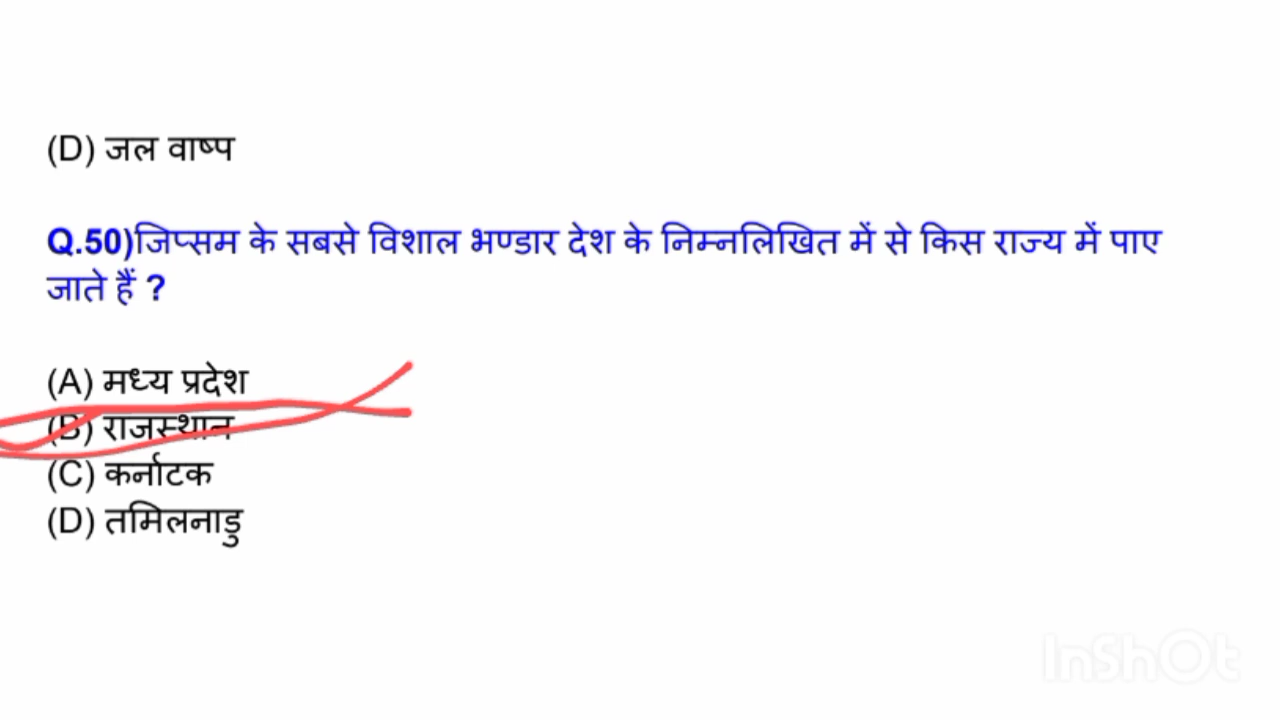 (D) जल वाष्प
Q.50)जिप्सम के सबसे विशाल भण्डार देश के निम्नलिखित में से किस राज्य में पाए
जाते हैं ?
(A) मध्य प्रदेश
(B) राजस्थान
(C) कर्नाटक
(D) तमिलनाडु
InShOt